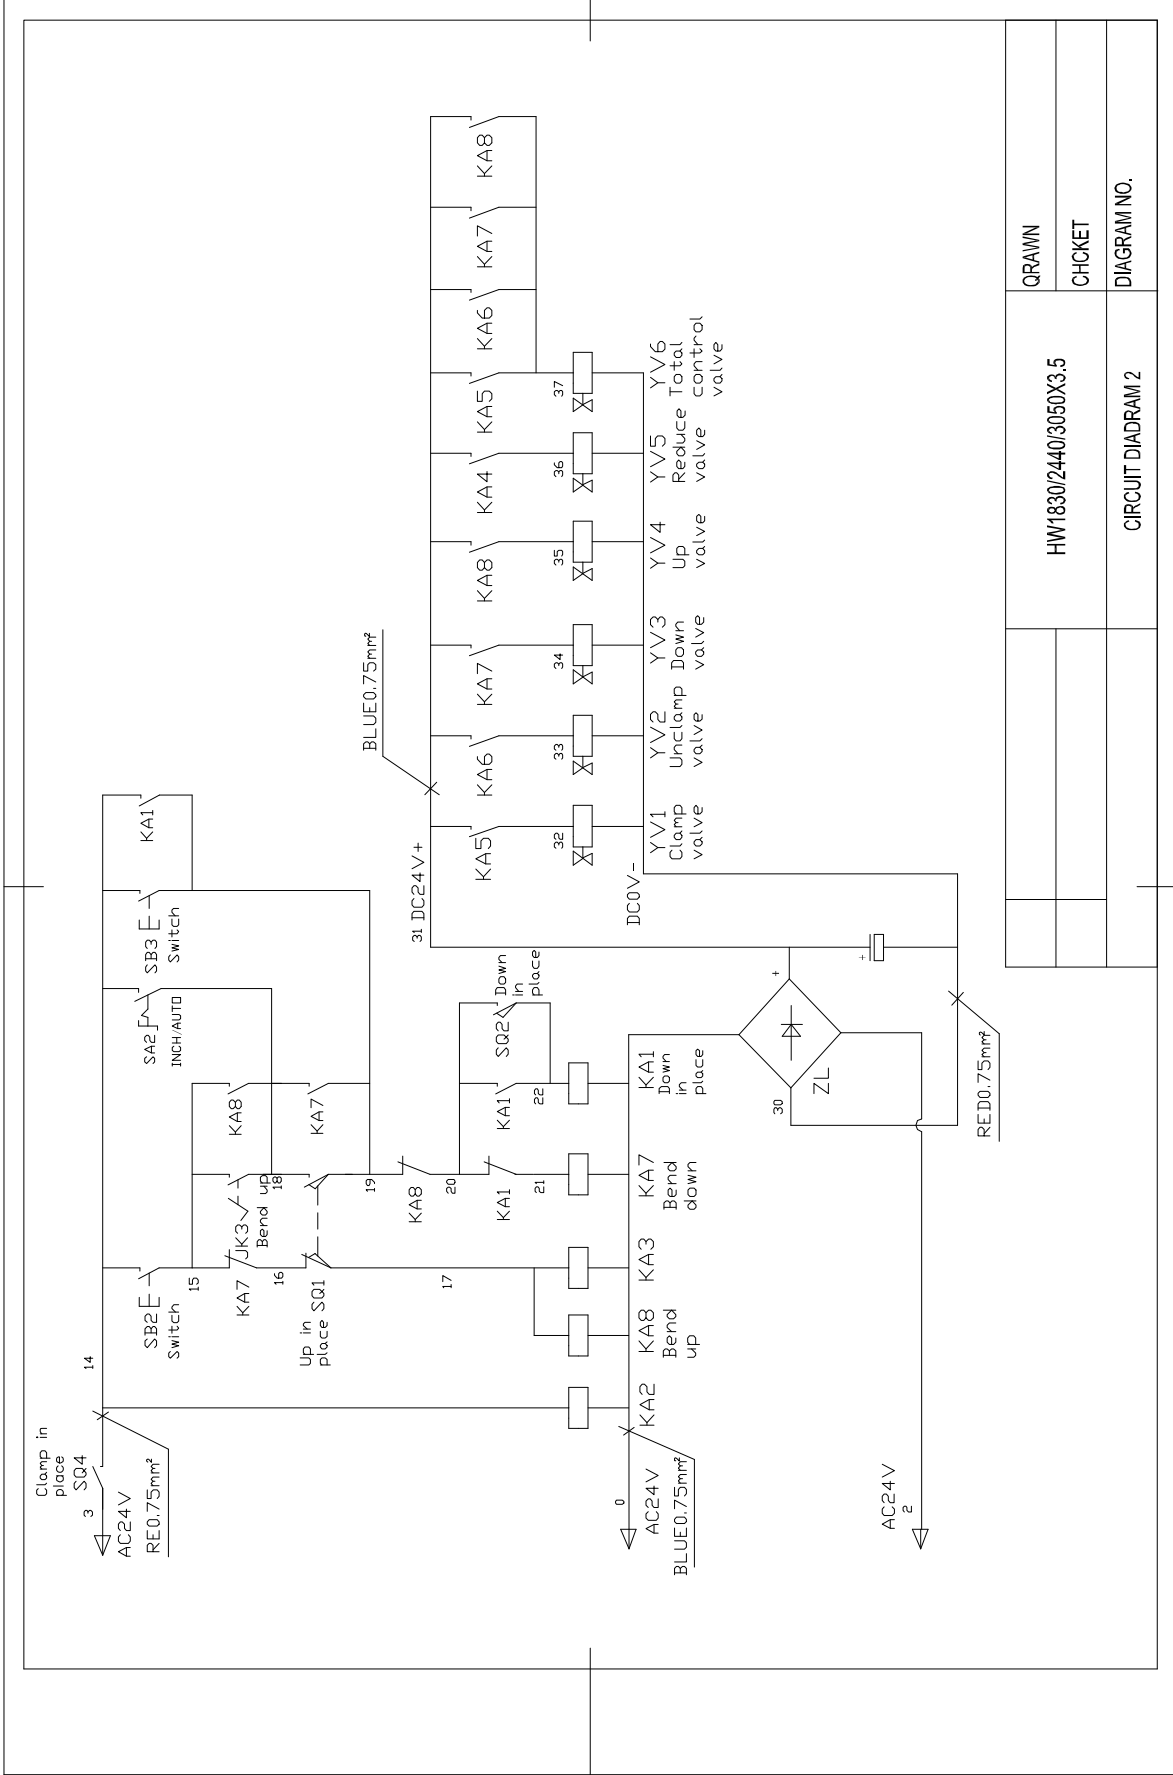 Clamp in
place
SQ4
3
AC24V
RE0.75mm²
14
SB2
Switch
15
KA7
16
Up in
place SQ1
17
JK3
Bend up
18
KA8
KA7
19
KA8
20
KA1
21
KA1
22
SQ2
Down
in
place
SA2
INCH/AUTO
SB3
Switch
KA1
0
AC24V
BLUE0.75mm²
KA2
KA8
Bend
up
KA3
KA7
Bend
down
KA1
Down
in
place
AC24V
2
30
ZL
+
+
RED0.75mm²
31 DC24V+
DC0V-
BLUE0.75mm²
KA5
KA6
KA7
KA8
KA4
KA5
KA6
KA7
KA8
32
33
34
35
36
37
YV1
Clamp
valve
YV2
Unclamp
valve
YV3
Down
valve
YV4
Up
valve
YV5
Reduce
valve
YV6
Total
control
valve
HW1830/2440/3050X3.5
CIRCUIT DIADRAM 2
QRAWN
CHCKET
DIAGRAM NO.